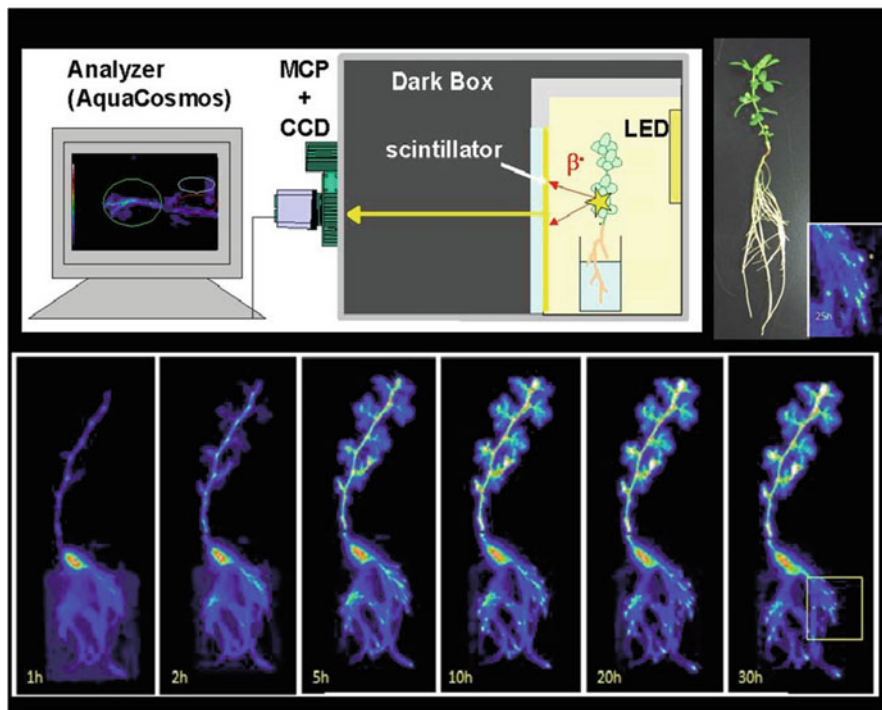 Analyzer
(AquaCosmos)
MCP
+
CCD
Dark Box
scintillator
β-
LED
25h
1h
2h
5h
10h
20h
30h